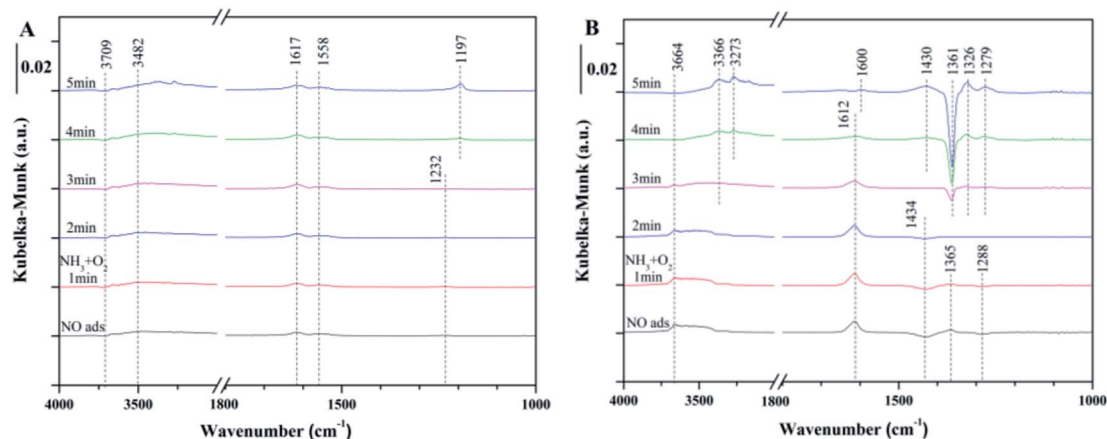 A
0.02
3709
3482
1617
1558
1197
1232
5min
4min
3min
2min
NH3+O2
1min
NO ads
Kubelka-Munk (a.u.)
4000
3500
1800
1500
1000
Wavenumber (cm-1)
B
0.02
3664
3366
3273
1600
1612
1430
1361
1326
1279
1434
1365
1288
5min
4min
3min
2min
NH3+O2
1min
NO ads
Kubelka-Munk (a.u.)
4000
3500
1800
1500
1000
Wavenumber (cm-1)